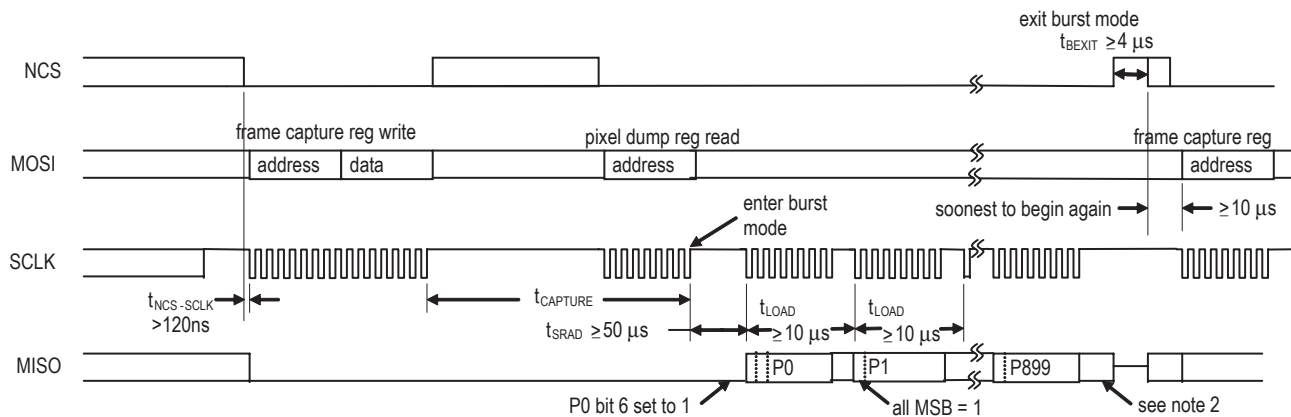 exit burst mode
tBEXIT ≥4 μs
NCS
frame capture reg write
pixel dump reg read
frame capture reg
MOSI
address data
address
address
soonest to begin again
≥10 μs
enter burst
mode
SCLK
tNCS-SCLK
>120ns
tCAPTURE
tSRAD ≥50 μs
tLOAD
≥10 μs
tLOAD
≥10 μs
MISO
P0
P1
P899
P0 bit 6 set to 1
all MSB = 1
see note 2